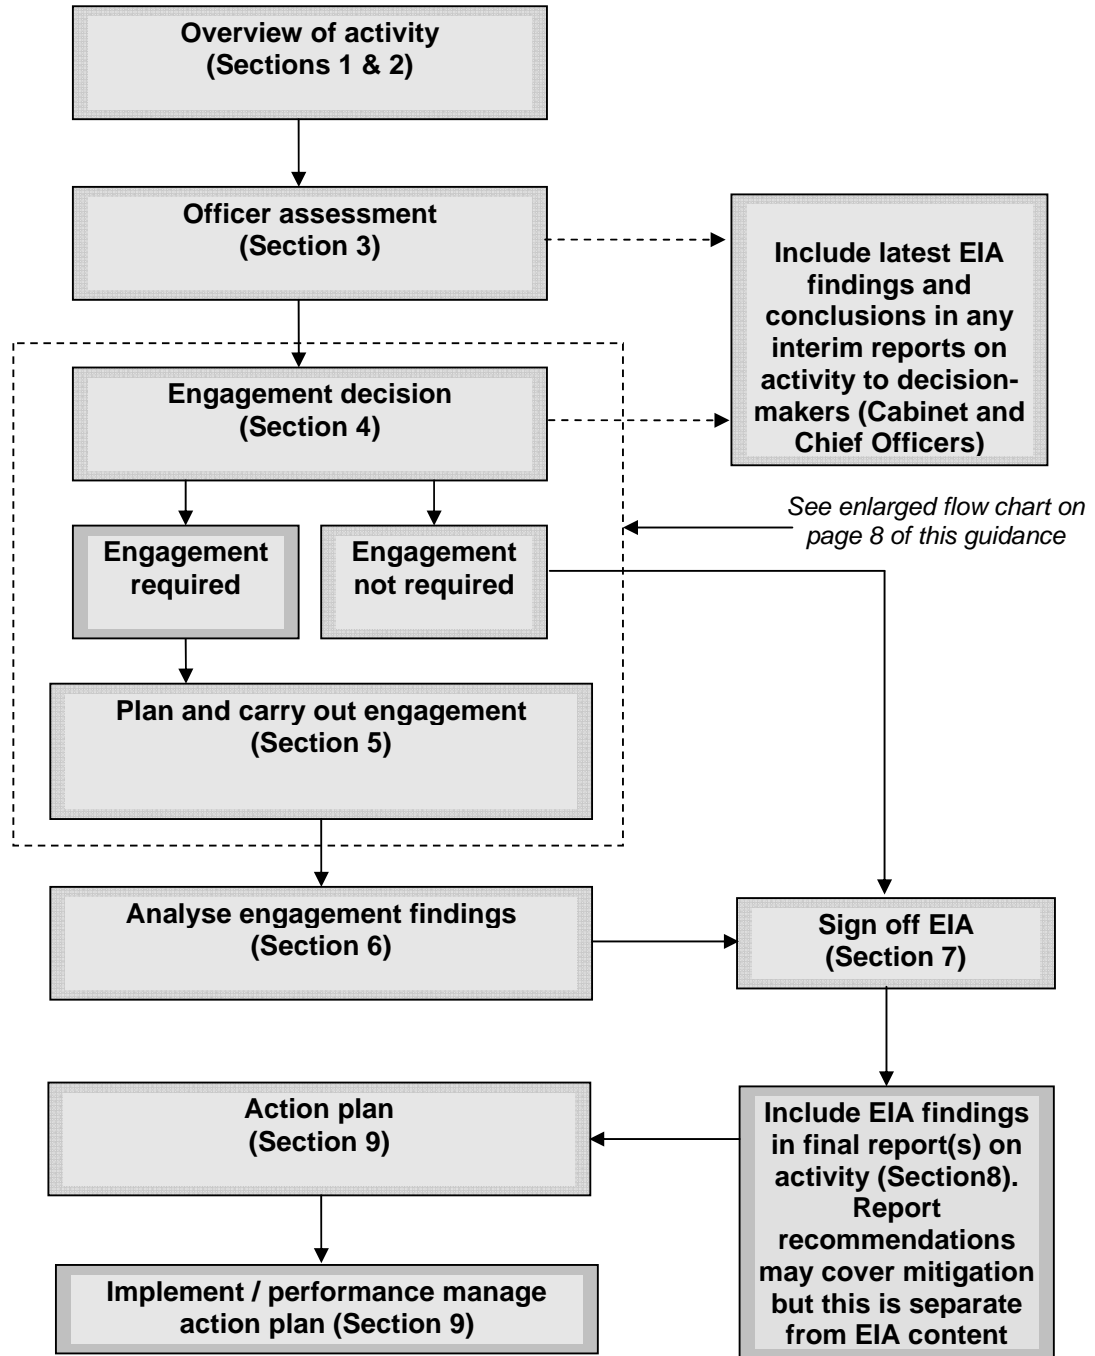 Overview of activity
(Sections 1 & 2)
Officer assessment
(Section 3)
Include latest EIA
findings and
conclusions in any
interim reports on
activity to decision-
makers (Cabinet and
Chief Officers)
Engagement decision
(Section 4)
See enlarged flow chart on
page 8 of this guidance
Engagement
required
Engagement
not required
Plan and carry out engagement
(Section 5)
Analyse engagement findings
(Section 6)
Sign off EIA
(Section 7)
Action plan
(Section 9)
Include EIA findings
in final report(s) on
activity (Section8).
Report
recommendations
may cover mitigation
but this is separate
from EIA content
Implement / performance manage
action plan (Section 9)